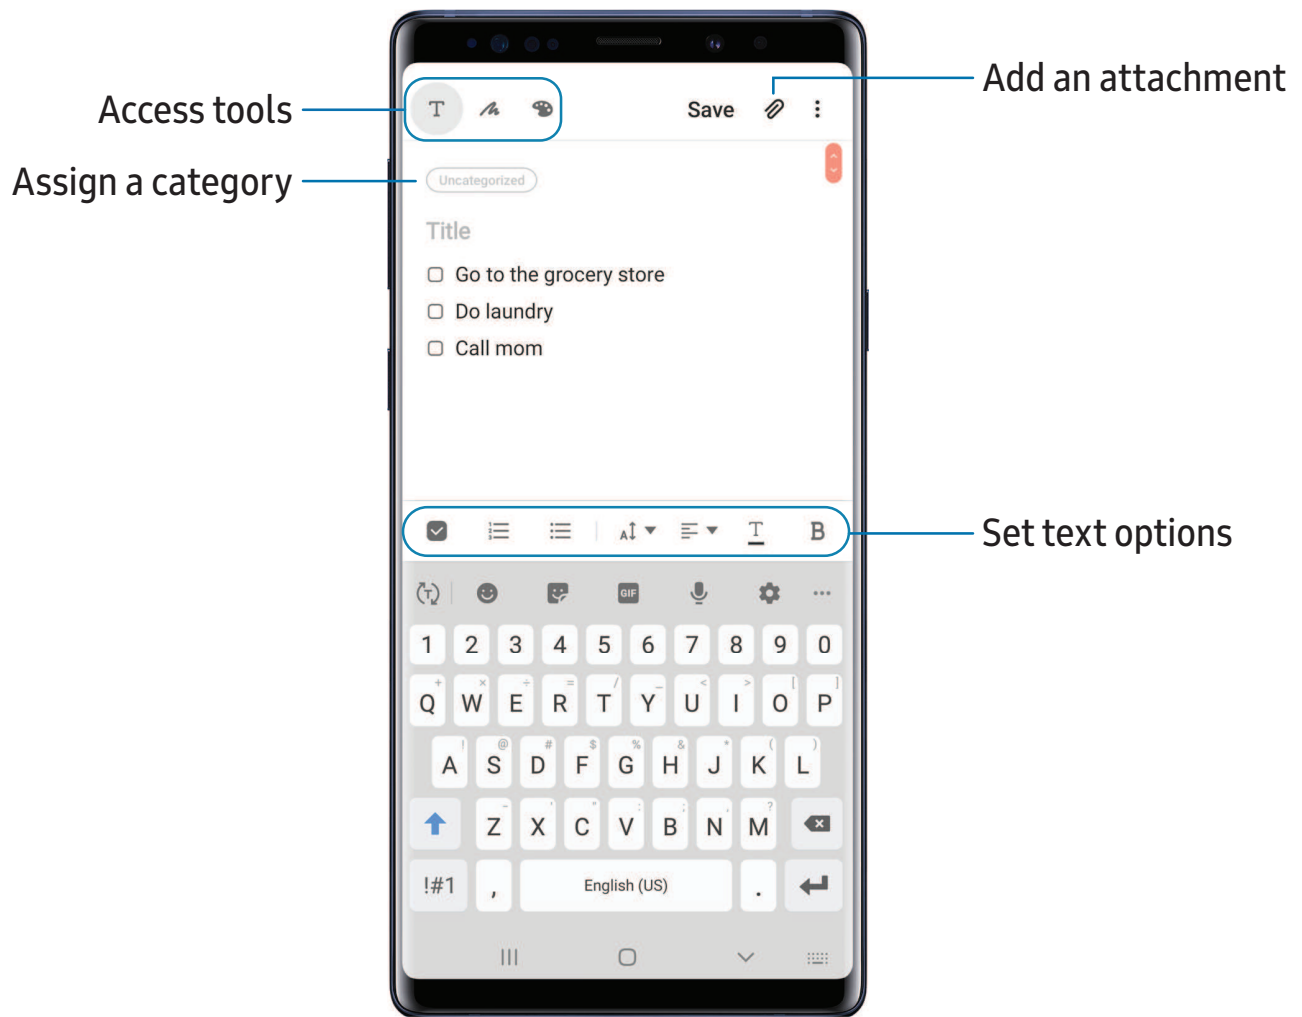 Add an attachment
Access tools
T
Save
Assign a category
Uncategorized
Title
Go to the grocery store
Do laundry
Call mom
A T B
Set text options
T GIF
1 2 3 4 5 6 7 8 9 0
+ × ÷ = / _ < > [ ]
Q W E R T Y U I O P
! @ # $ % & * ( )
A S D F G H J K L
- ' " : ; , ?
Z X C V B N M
!#1 , English (US) .